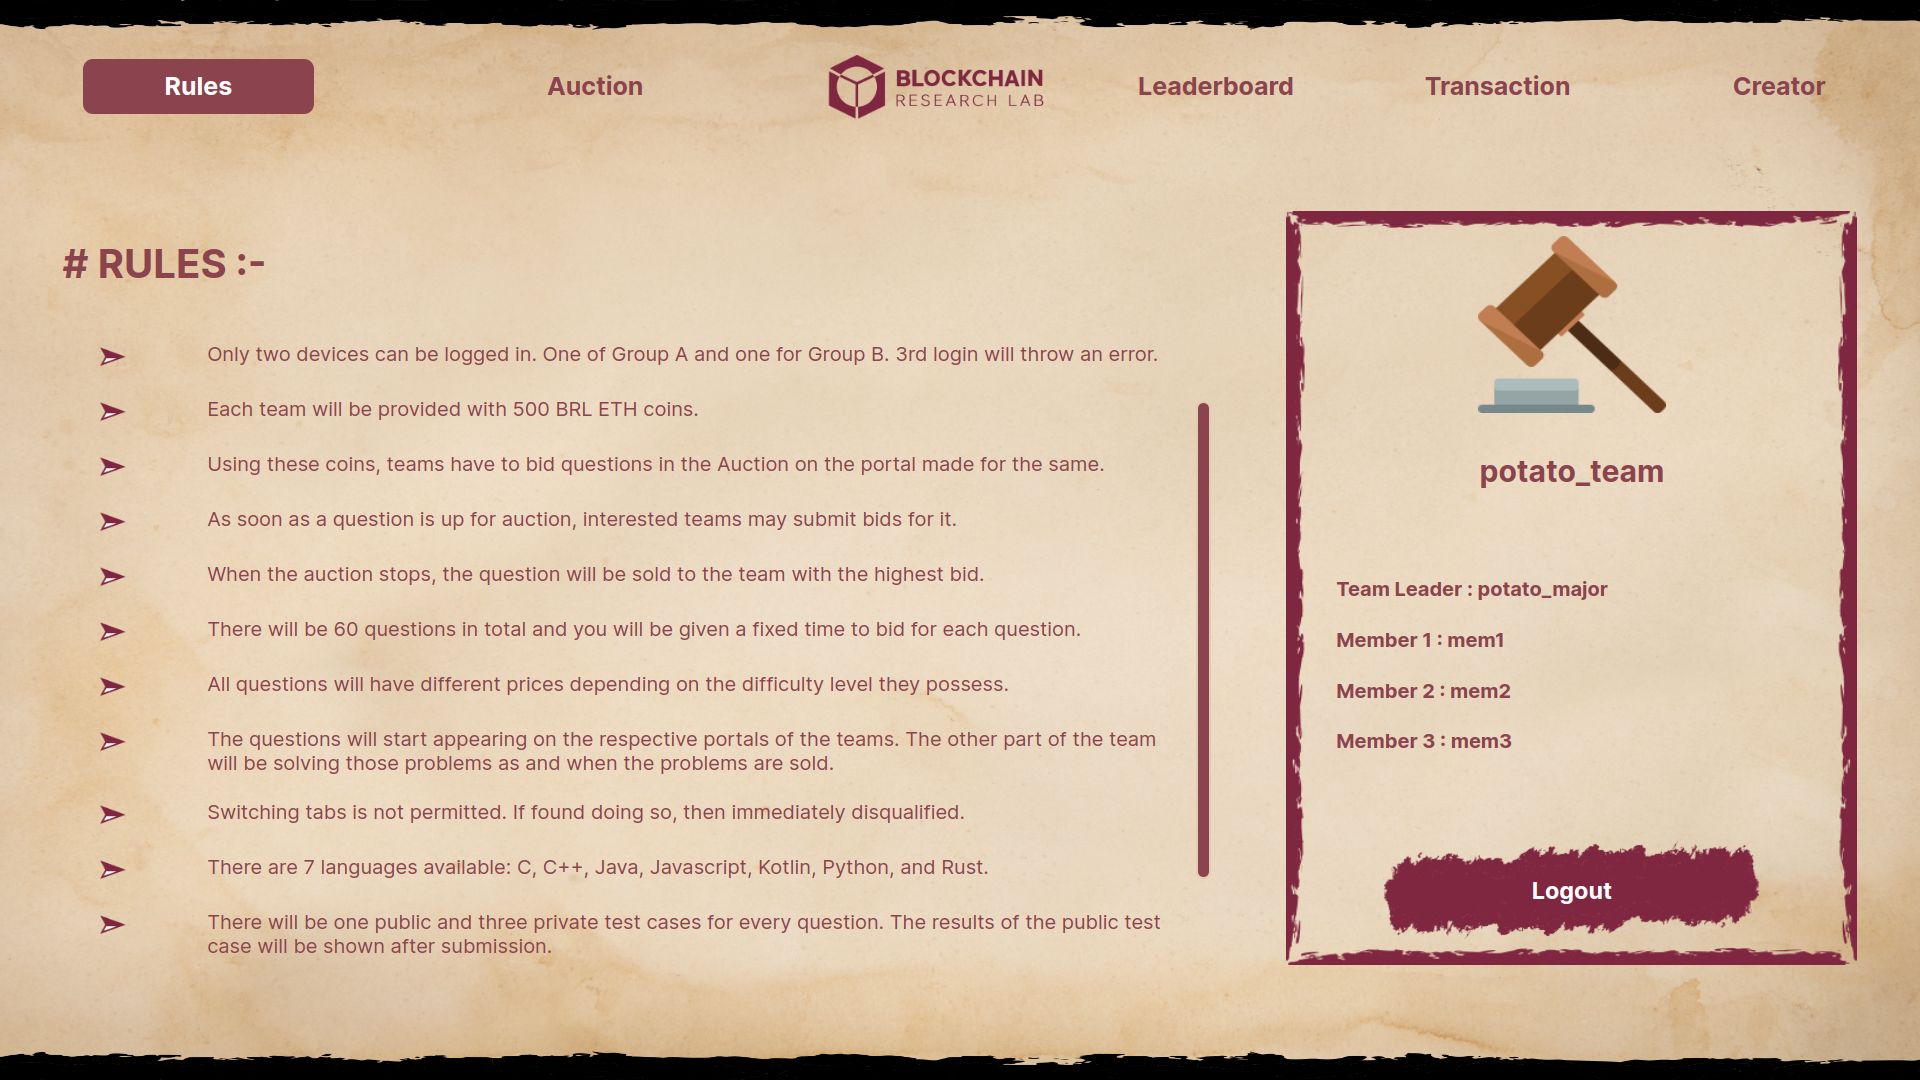 Rules
Auction
BLOCKCHAIN
RESEARCH LAB
Leaderboard
Transaction
Creator
# RULES :-
Only two devices can be logged in. One of Group A and one for Group B. 3rd login will throw an error.
Each team will be provided with 500 BRL ETH coins.
Using these coins, teams have to bid questions in the Auction on the portal made for the same.
As soon as a question is up for auction, interested teams may submit bids for it.
When the auction stops, the question will be sold to the team with the highest bid.
There will be 60 questions in total and you will be given a fixed time to bid for each question.
All questions will have different prices depending on the difficulty level they possess.
The questions will start appearing on the respective portals of the teams. The other part of the team
will be solving those problems as and when the problems are sold.
Switching tabs is not permitted. If found doing so, then immediately disqualified.
There are 7 languages available: C, C++, Java, Javascript, Kotlin, Python, and Rust.
There will be one public and three private test cases for every question. The results of the public test
case will be shown after submission.
potato_team
Team Leader : potato_major
Member 1 : mem1
Member 2 : mem2
Member 3 : mem3
Logout